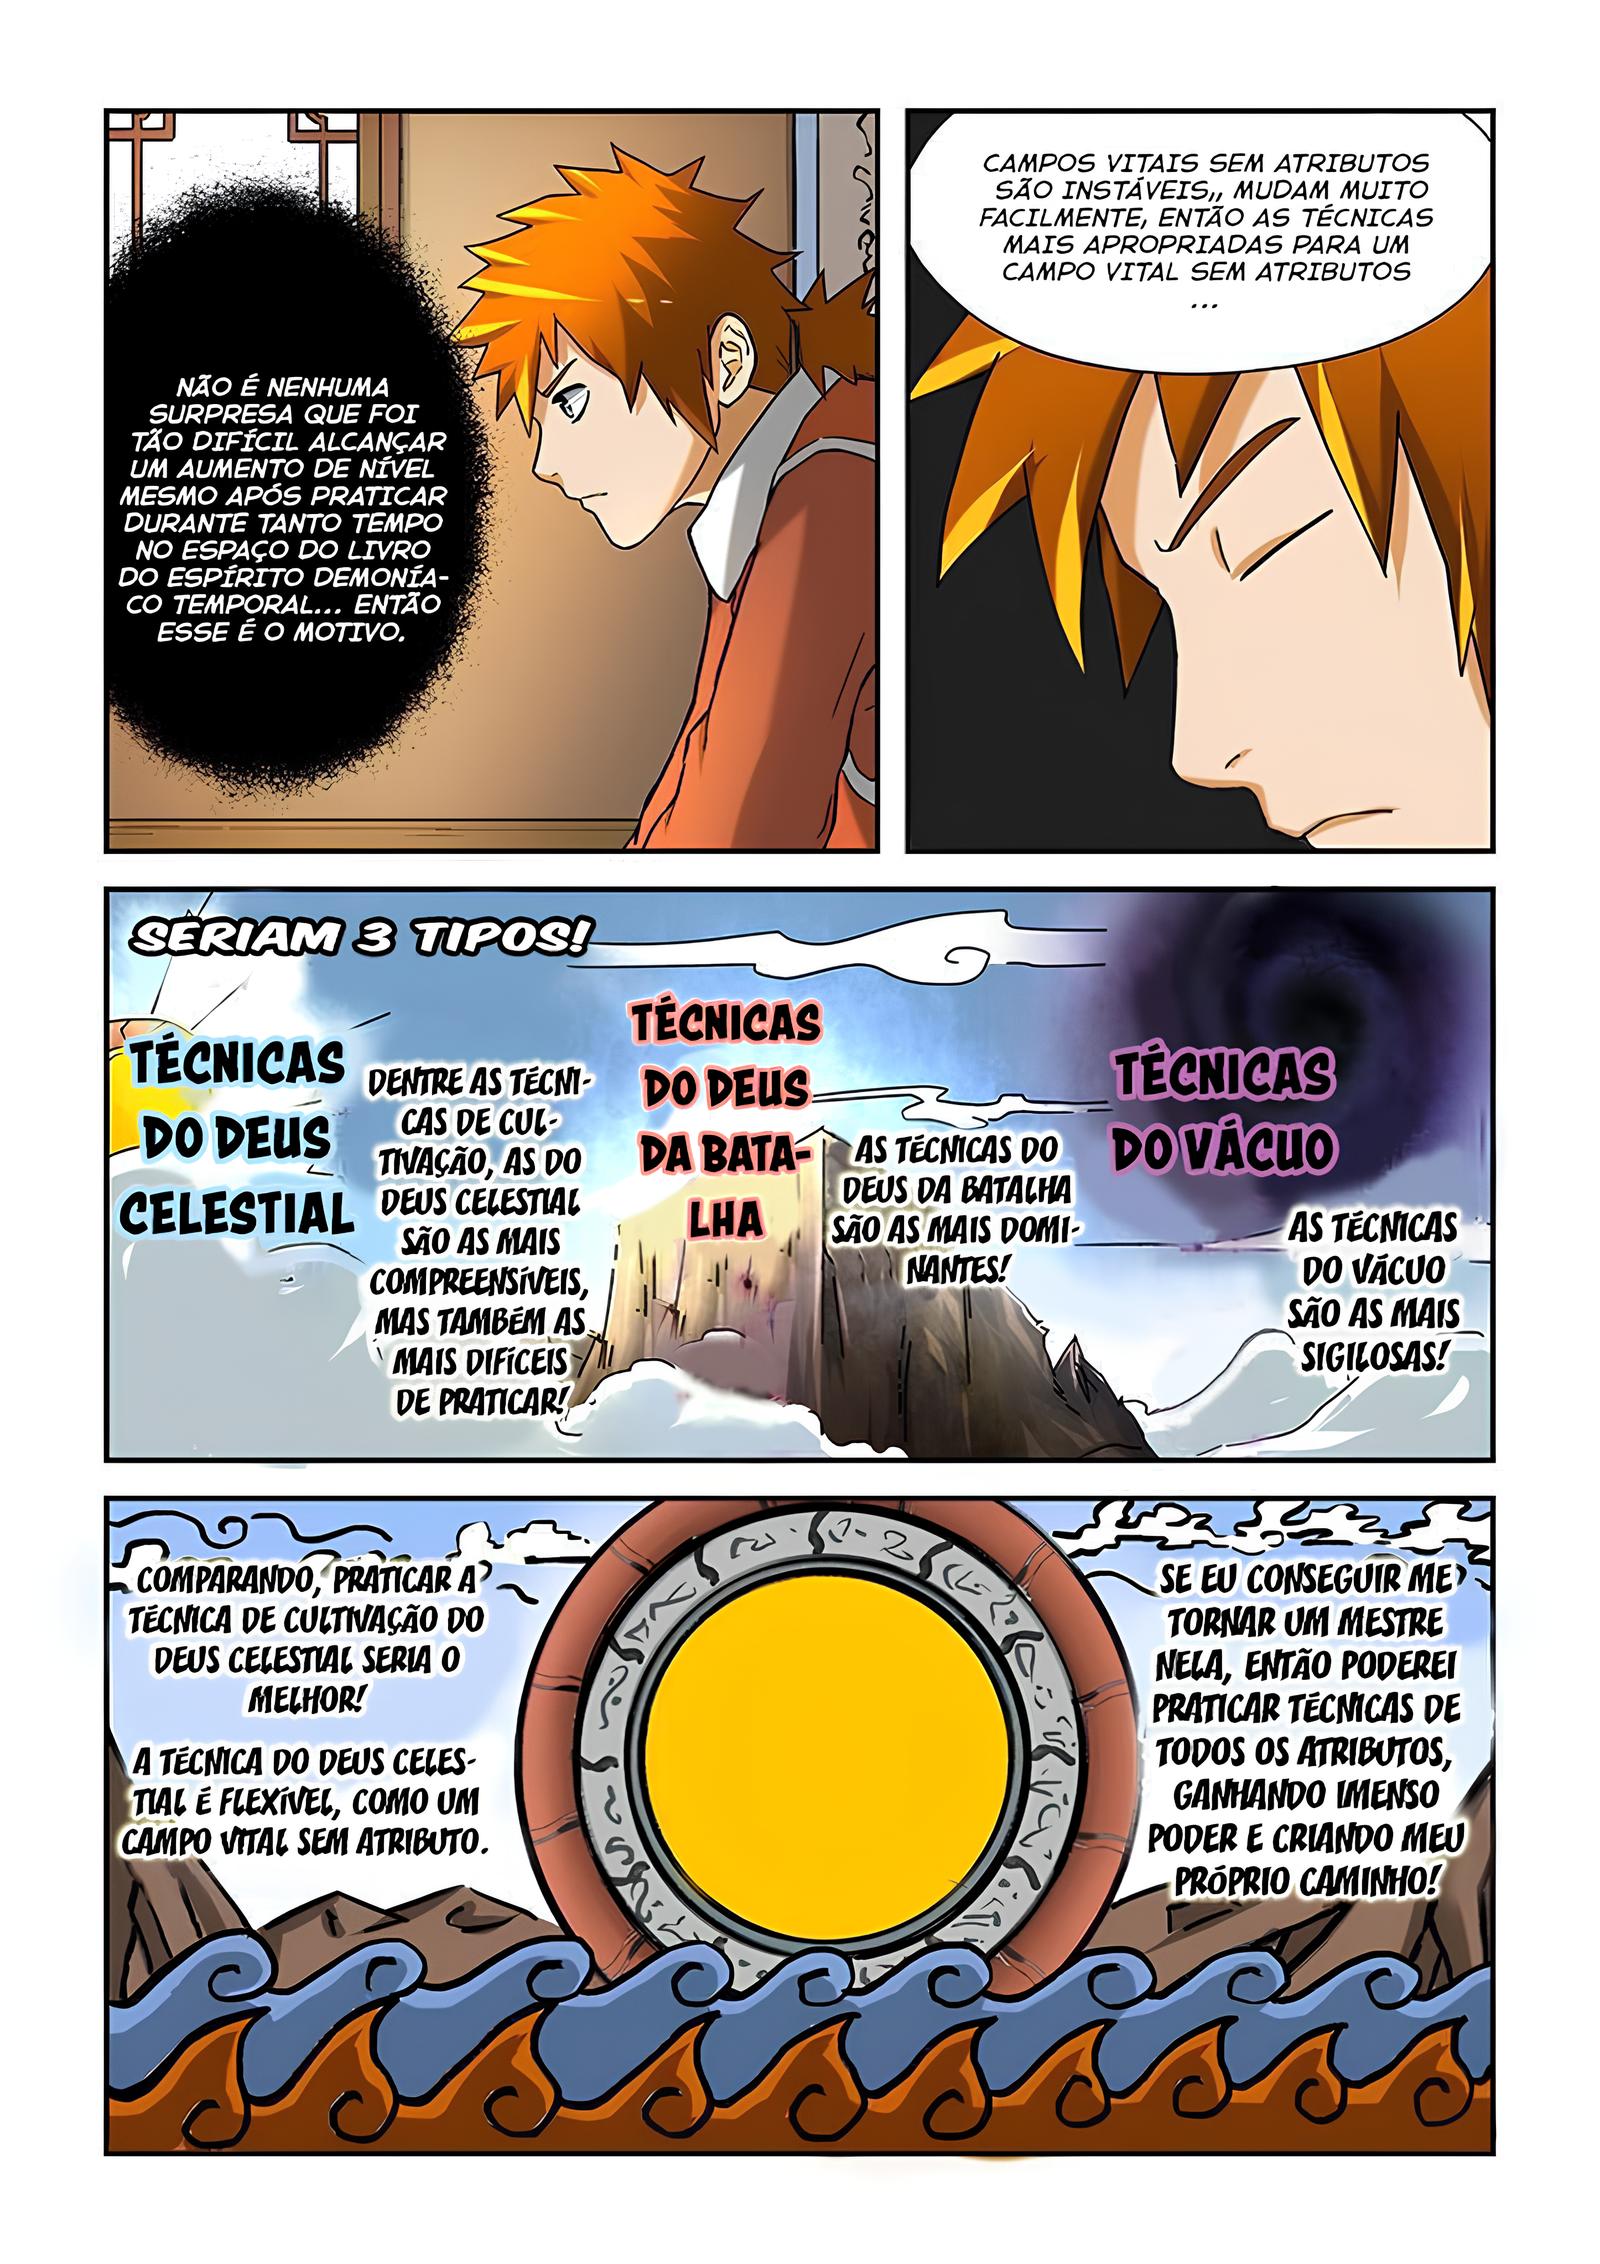 NÃO É NENHUMA
SURPRESA QUE FOI
TÃO DIFÍCIL ALCANÇAR
UM AUMENTO DE NÍVEL
MESMO APÓS PRATICAR
DURANTE TANTO TEMPO
NO ESPAÇO DO LIVRO
DO ESPÍRITO DEMONÍA-
CO TEMPORAL... ENTÃO
ESSE É O MOTIVO.
CAMPOS VITAIS SEM ATRIBUTOS
SÃO INSTÁVEIS,, MUDAM MUITO
FACILMENTE, ENTÃO AS TÉCNICAS
MAIS APROPRIADAS PARA UM
CAMPO VITAL SEM ATRIBUTOS
...
SERIAM 3 TIPOS!
TÉCNICAS
DO DEUS
CELESTIAL
DENTRE AS TÉCNI-
CAS DE CUL-
TIVAÇÃO, AS DO
DEUS CELESTIAL
SÃO AS MAIS
COMPREENSÍVEIS,
MAS TAMBÉM AS
MAIS DIFÍCEIS
DE PRATICAR!
TÉCNICAS
DO DEUS
DA BATA-
LHA
AS TÉCNICAS DO
DEUS DA BATALHA
SÃO AS MAIS DOMI-
NANTES!
TÉCNICAS
DO VÁCUO
AS TÉCNICAS
DO VÁCUO
SÃO AS MAIS
SIGILOSAS!
COMPARANDO, PRATICAR A
TÉCNICA DE CULTIVAÇÃO DO
DEUS CELESTIAL SERIA O
MELHOR!
A TÉCNICA DO DEUS CELES-
TIAL É FLEXÍVEL, COMO UM
CAMPO VITAL SEM ATRIBUTO.
SE EU CONSEGUIR ME
TORNAR UM MESTRE
NELA, ENTÃO PODEREI
PRATICAR TÉCNICAS DE
TODOS OS ATRIBUTOS,
GANHANDO IMENSO
PODER E CRIANDO MEU
PRÓPRIO CAMINHO!